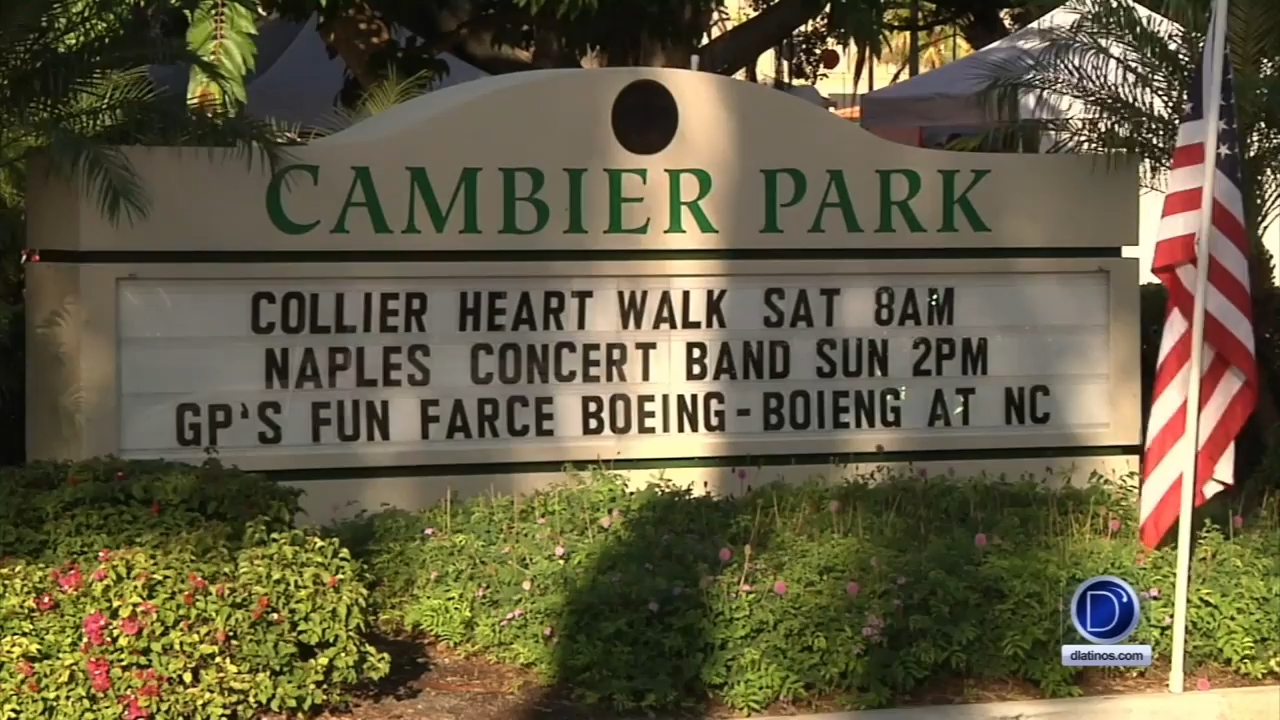 CAMBIER PARK
COLLIER HEART WALK SAT 8AM
NAPLES CONCERT BAND SUN 2PM
GP'S FUN FARCE BOEING-BOIENG AT NC
D
dlatinos.com